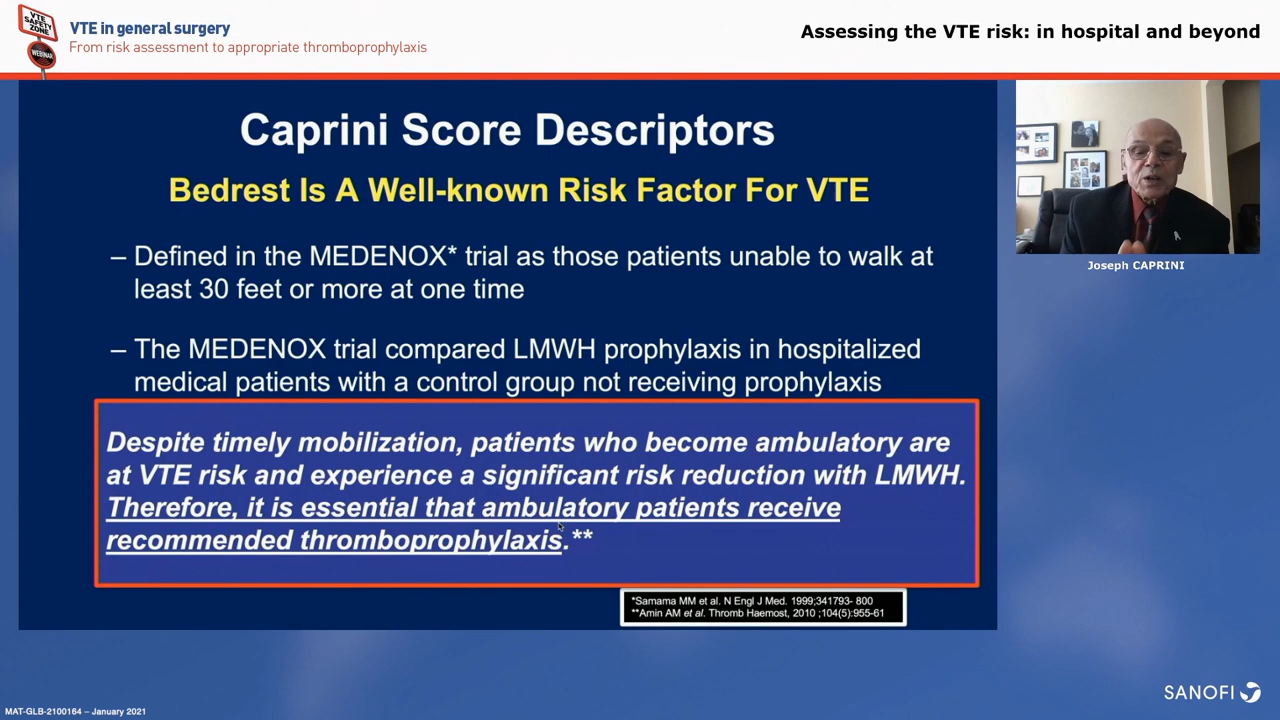 VTE SAFETY ZONE
WEBINAR
VTE in general surgery
From risk assessment to appropriate thromboprophylaxis
Assessing the VTE risk: in hospital and beyond
Caprini Score Descriptors
Bedrest Is A Well-known Risk Factor For VTE
– Defined in the MEDENOX* trial as those patients unable to walk at
least 30 feet or more at one time
– The MEDENOX trial compared LMWH prophylaxis in hospitalized
medical patients with a control group not receiving prophylaxis
Despite timely mobilization, patients who become ambulatory are
at VTE risk and experience a significant risk reduction with LMWH.
Therefore, it is essential that ambulatory patients receive
recommended thromboprophylaxis.**
*Samama MM et al. N Engl J Med. 1999;341793- 800
**Amin AM et al. Thromb Haemost, 2010 ;104(5):955-61
Joseph CAPRINI
SANOFI
MAT-GLB-2100164 – January 2021